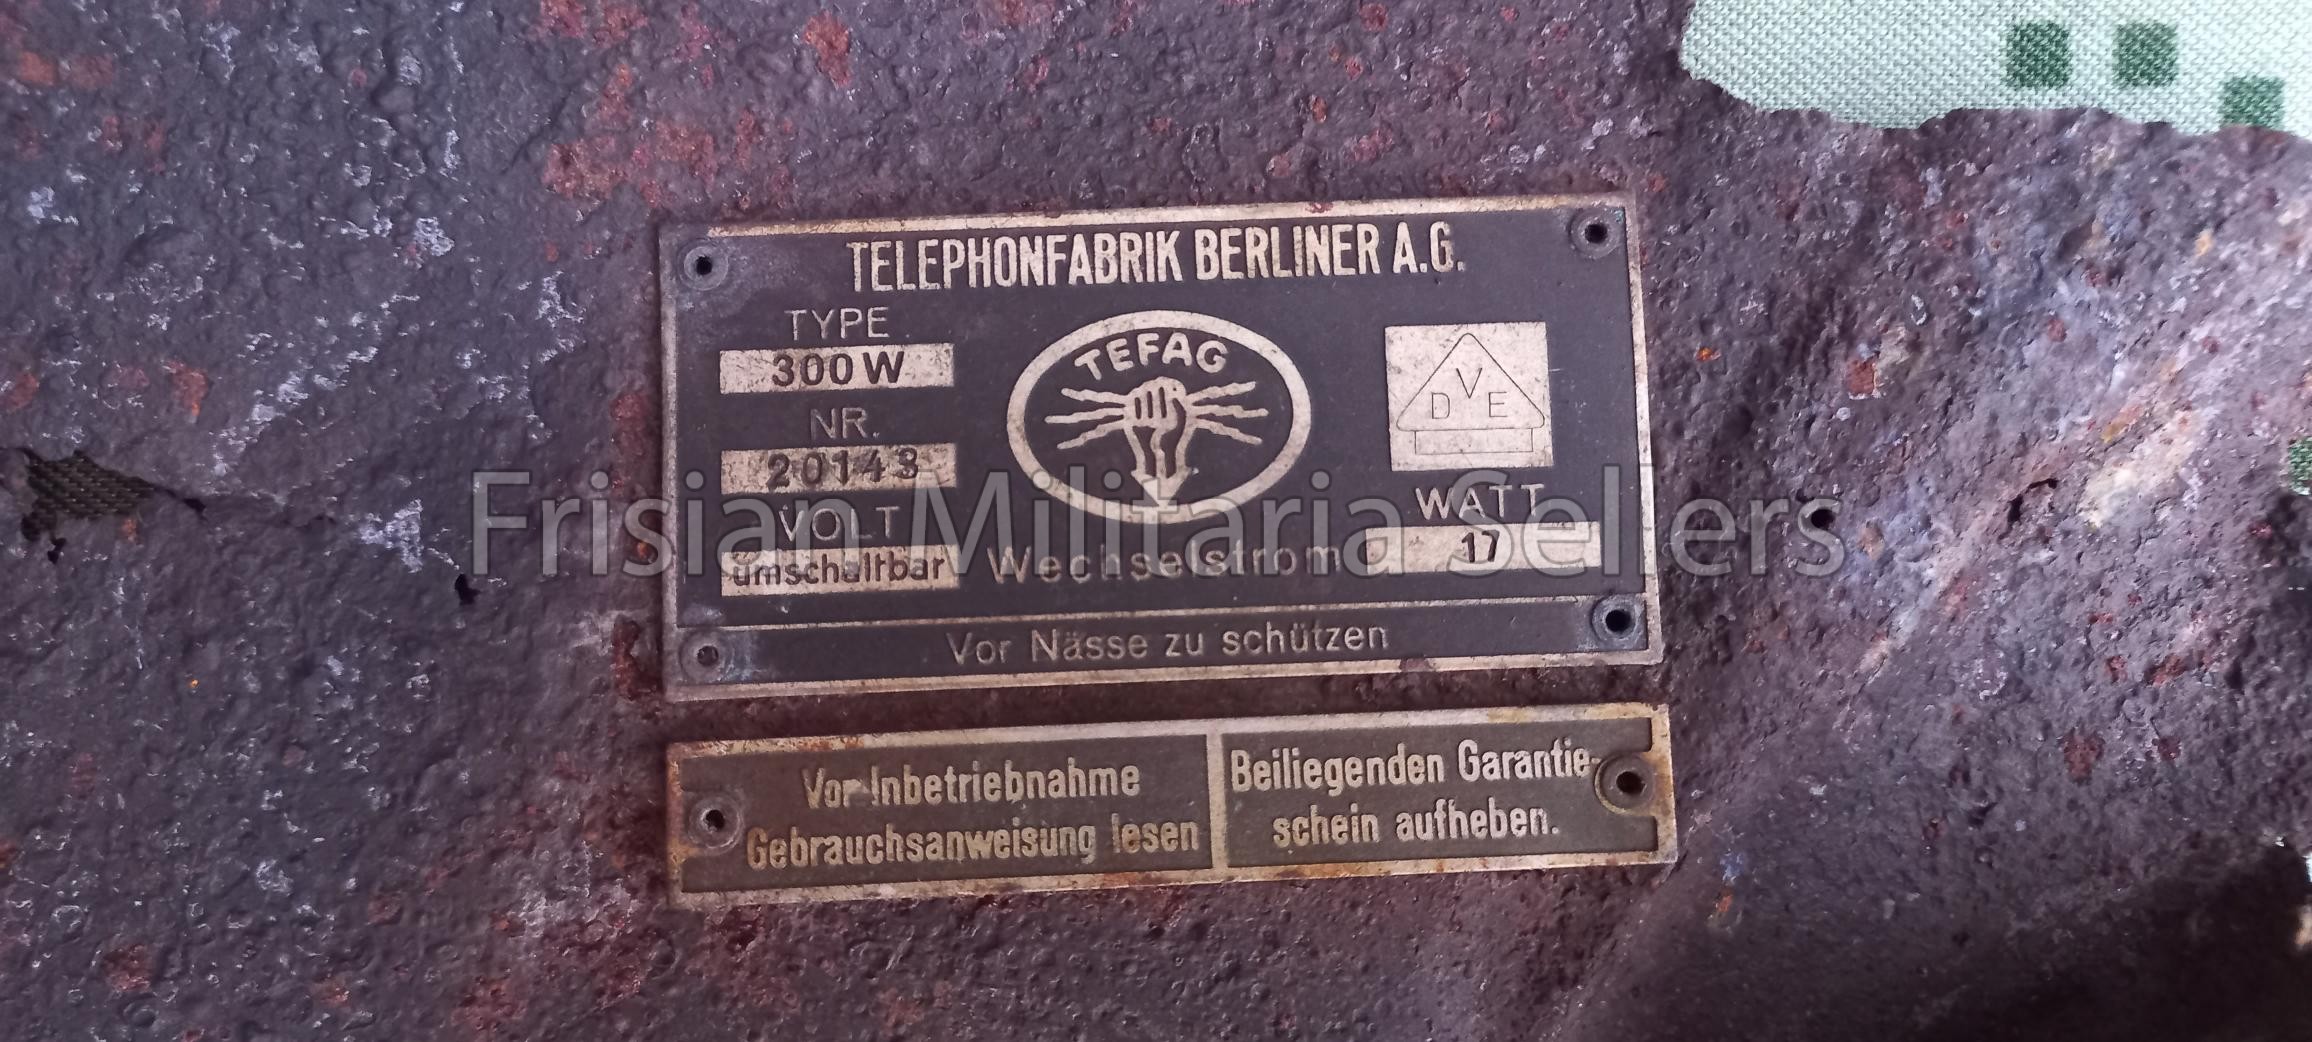 TELEPHONFABRIK BERLINER A.G.
TYPE
300 W
TEFAG
V
D E
NR.
20143
VOLT
WATT
umschaltbar Wechselstrom 17
Vor Nässe zu schützen
Vor Inbetriebnahme
Gebrauchsanweisung lesen
Beiliegenden Garantie-
schein aufheben.
Frisian Militaria Sellers